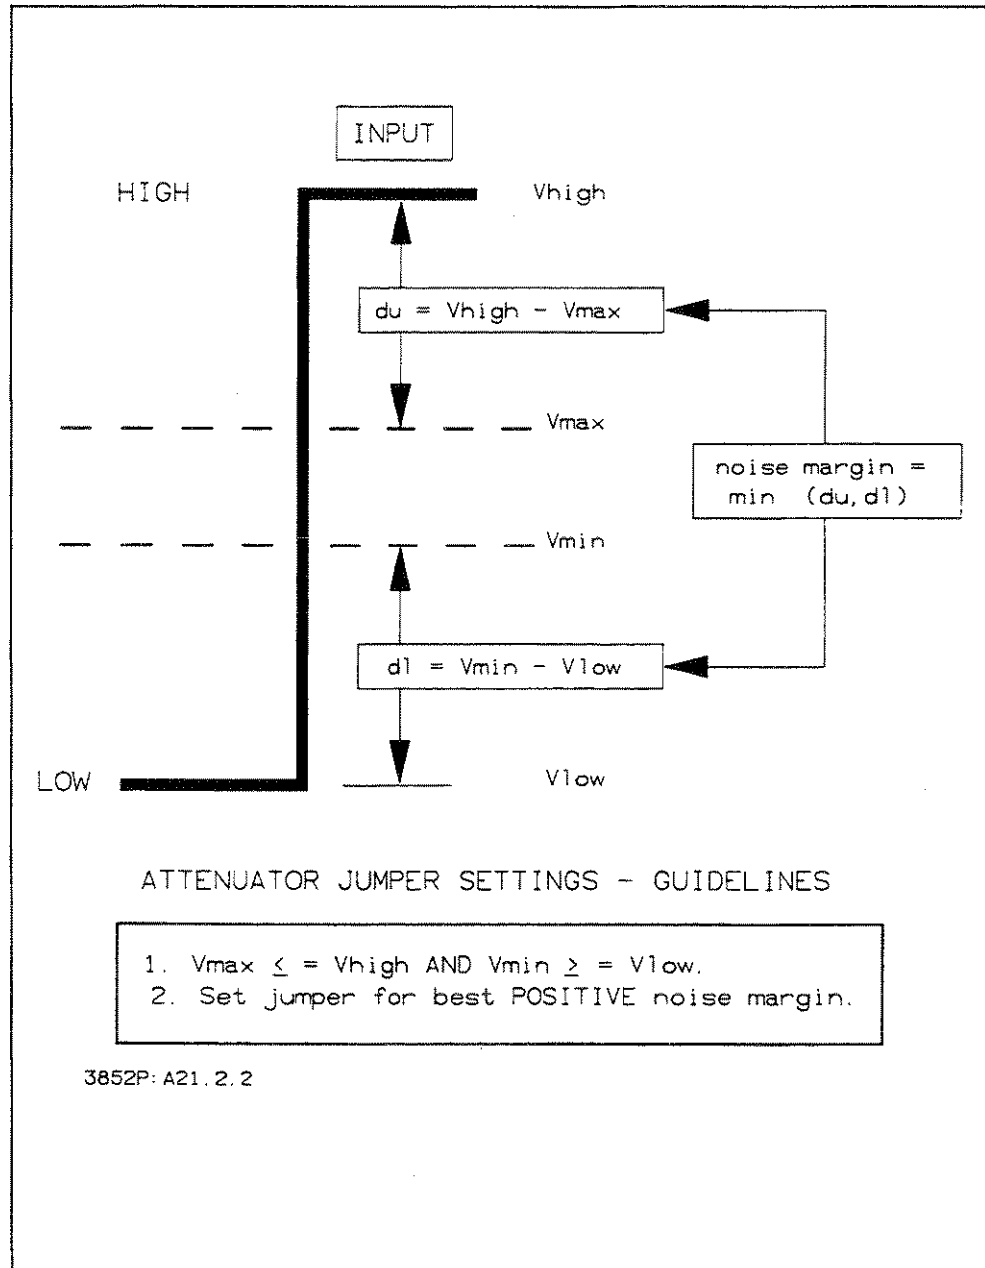 INPUT
HIGH
Vhigh
du = Vhigh - Vmax
Vmax
noise margin =
min (du,dl)
Vmin
dl = Vmin - Vlow
LOW
Vlow
ATTENUATOR JUMPER SETTINGS - GUIDELINES
1. Vmax ≤ = Vhigh AND Vmin ≥ = Vlow.
2. Set jumper for best POSITIVE noise margin.
3852P:A21.2.2